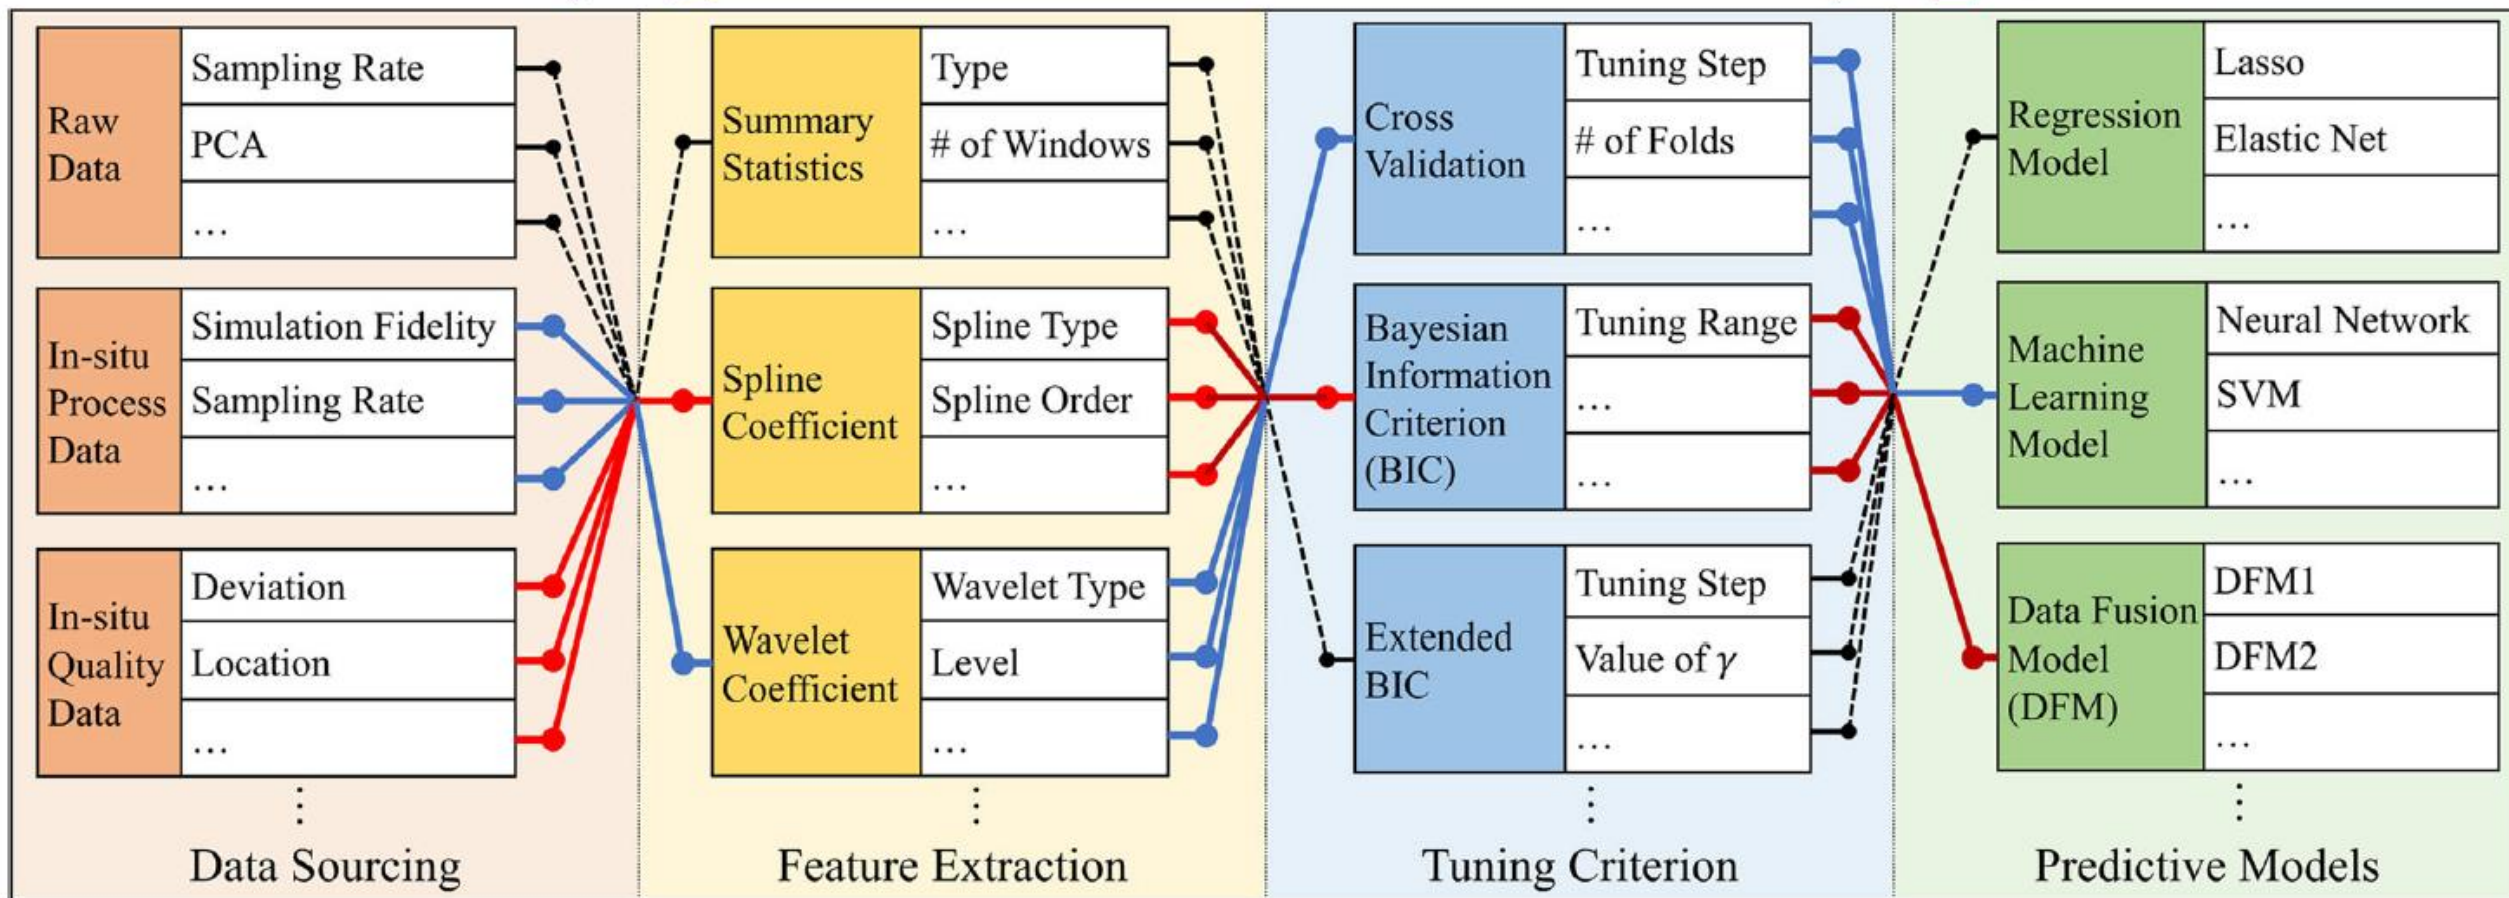 Raw
Data
Sampling Rate
PCA
...
In-situ
Process
Data
Simulation Fidelity
Sampling Rate
...
In-situ
Quality
Data
Deviation
Location
...
Data Sourcing
Summary
Statistics
Type
# of Windows
...
Spline
Coefficient
Spline Type
Spline Order
...
Wavelet
Coefficient
Wavelet Type
Level
...
Feature Extraction
Cross
Validation
Tuning Step
# of Folds
...
Bayesian
Information
Criterion
(BIC)
Tuning Range
...
...
Extended
BIC
Tuning Step
Value of γ
...
Tuning Criterion
Regression
Model
Lasso
Elastic Net
...
Machine
Learning
Model
Neural Network
SVM
...
Data Fusion
Model
(DFM)
DFM1
DFM2
...
Predictive Models